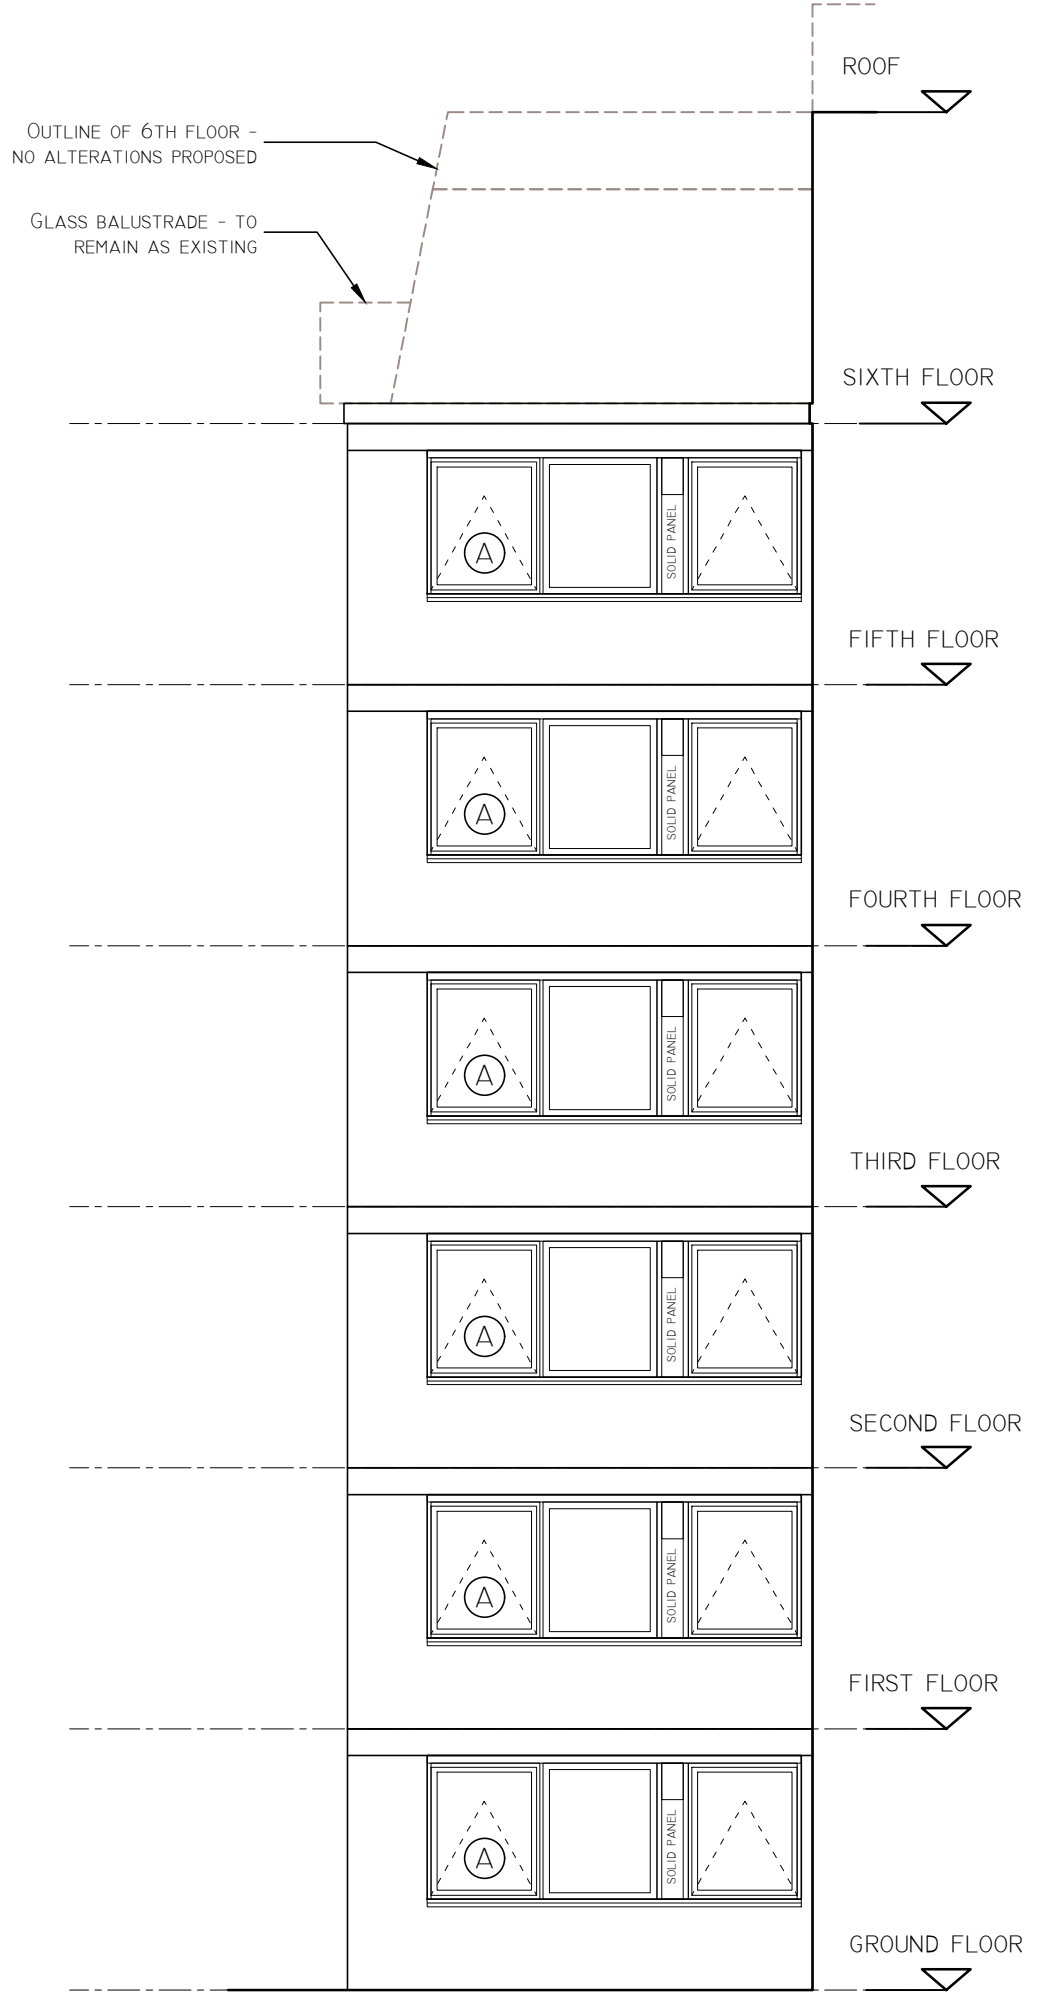 ROOF
OUTLINE OF 6TH FLOOR -
NO ALTERATIONS PROPOSED
GLASS BALUSTRADE - TO
REMAIN AS EXISTING
SIXTH FLOOR
A
SOLID PANEL
FIFTH FLOOR
A
SOLID PANEL
FOURTH FLOOR
A
SOLID PANEL
THIRD FLOOR
A
SOLID PANEL
SECOND FLOOR
A
SOLID PANEL
FIRST FLOOR
A
SOLID PANEL
GROUND FLOOR